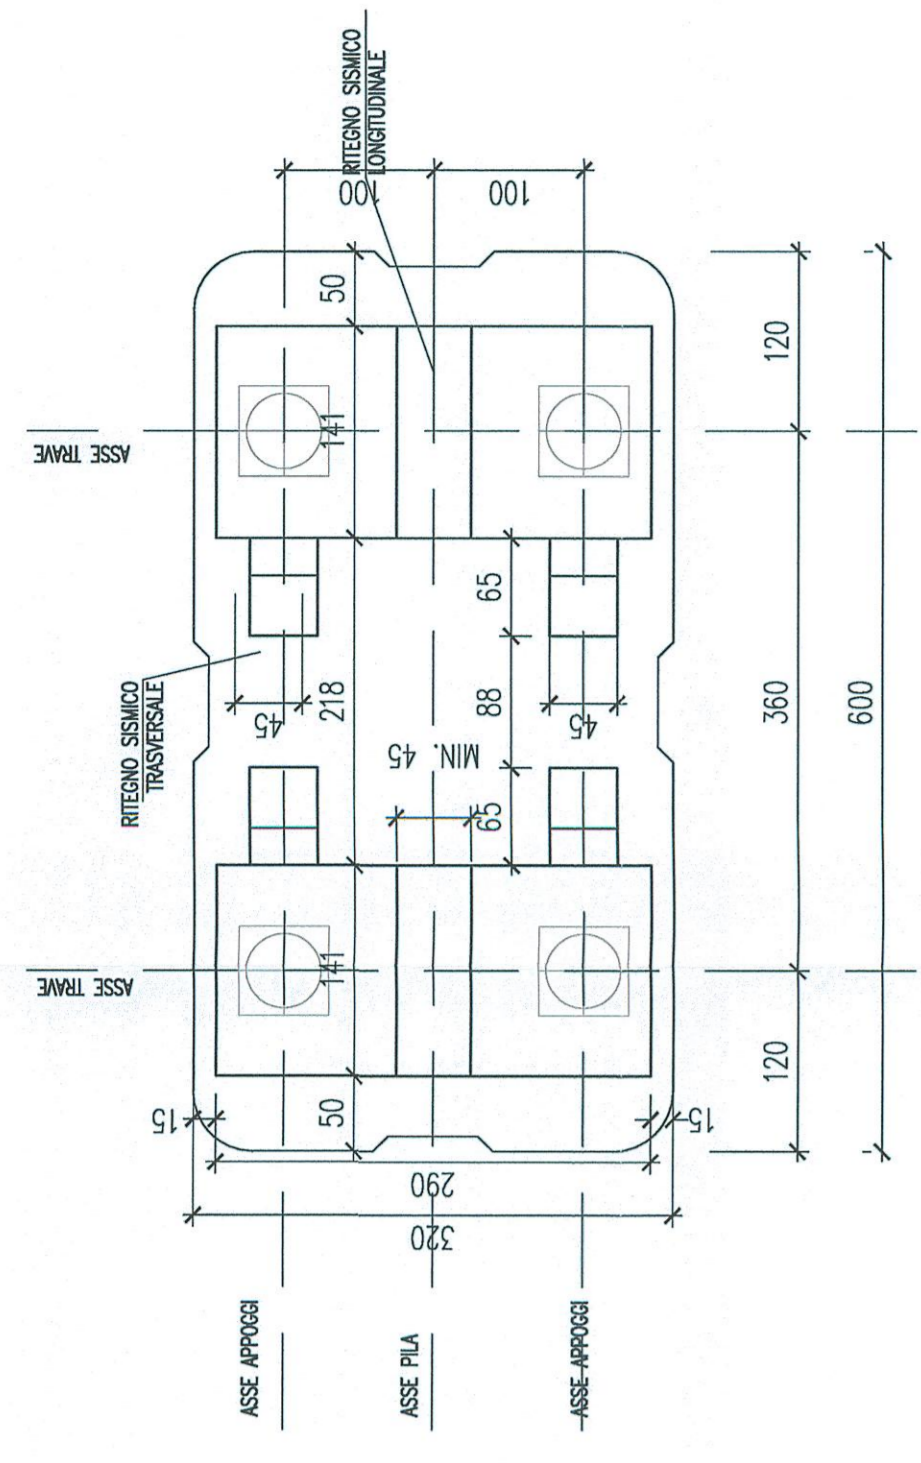 RITEGNO SISMICO
LONGITUDINALE
100
100
50
120
ASSE TRAVE
141
RITEGNO SISMICO
TRASVERSALE
45
218
65
88
45
360
600
MIN. 45
65
ASSE TRAVE
141
15
50
15
120
290
320
ASSE APPOGGI
ASSE PILA
ASSE APPOGGI